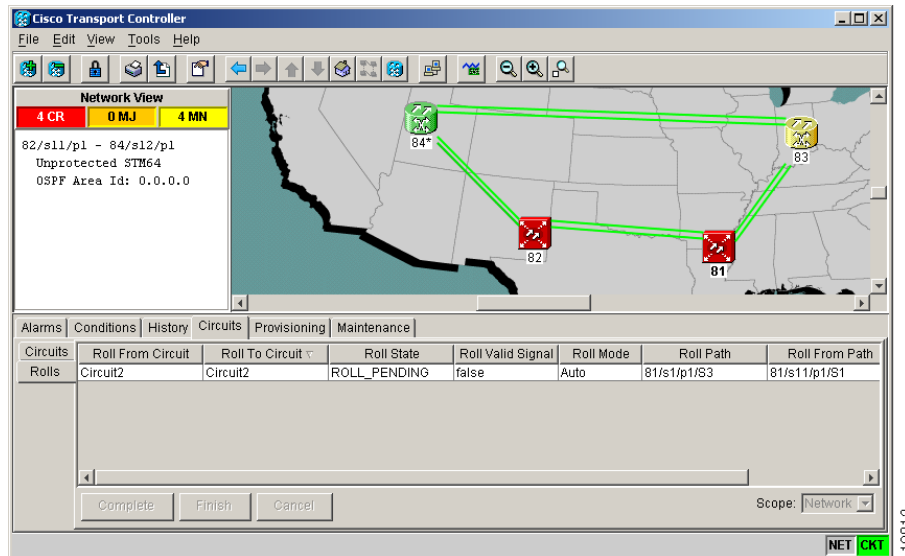 Cisco Transport Controller
File Edit View Tools Help
Network View
4 CR 0 MJ 4 MN
82/s11/p1 - 84/s12/p1
Unprotected STM64
OSPF Area Id: 0.0.0.0
84*
83
82
81
Alarms Conditions History Circuits Provisioning Maintenance
Circuits
Rolls
Roll From Circuit Roll To Circuit Roll State Roll Valid Signal Roll Mode Roll Path Roll From Path
Circuit2 Circuit2 ROLL_PENDING false Auto 81/s1/p1/S3 81/s11/p1/S1
Complete Finish Cancel
Scope: Network
NET CKT